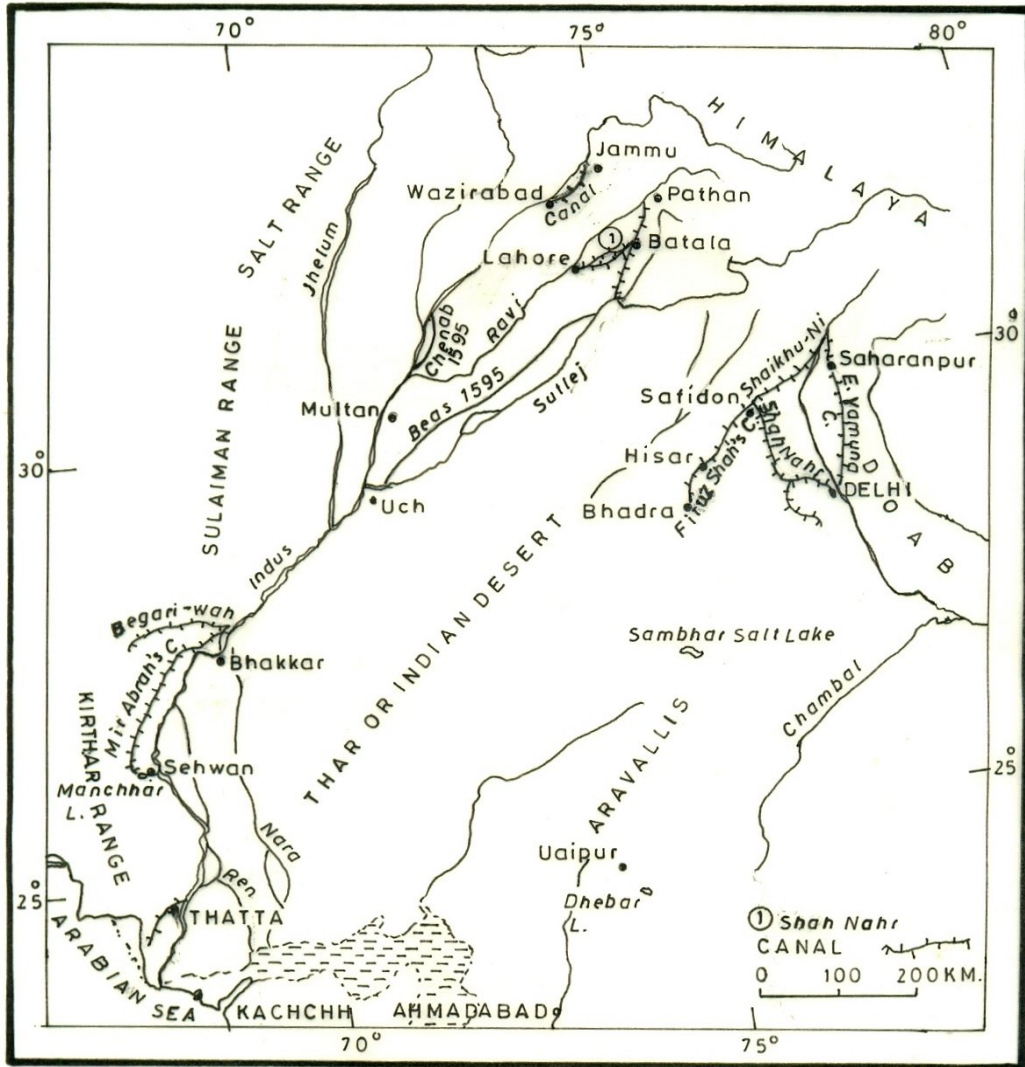 70°
75°
80°
HIMALAYA
Jammu
Wazirabad
Canal
Pathan
SALT RANGE
Jhelum
1
Batala
Lahore
Ravi
Chenab
1595
30°
Shaikhu-Ni
Saharanpur
SULAIMAN RANGE
Beas 1595
Sutlej
Safidon
E. Yamuna
C.
Multan
Shah Nahr
Hisar
Firuz Shah's C.
30°
DELHI
DOAB
Uch
Bhadra
Indus
THAR OR INDIAN DESERT
Begari-wah
Sambhar Salt Lake
Mir Abrah's C.
Bhakkar
Chambal
KIRTHAR RANGE
Sehwan
25°
Manchhar
L.
ARAVALLIS
Nara
Uaipur
Ren
25°
Dhebar
L.
THATTA
1 Shah Nahr
CANAL
ARABIAN SEA
0 100 200 KM.
KACHCHH
AHMADABAD
70°
75°